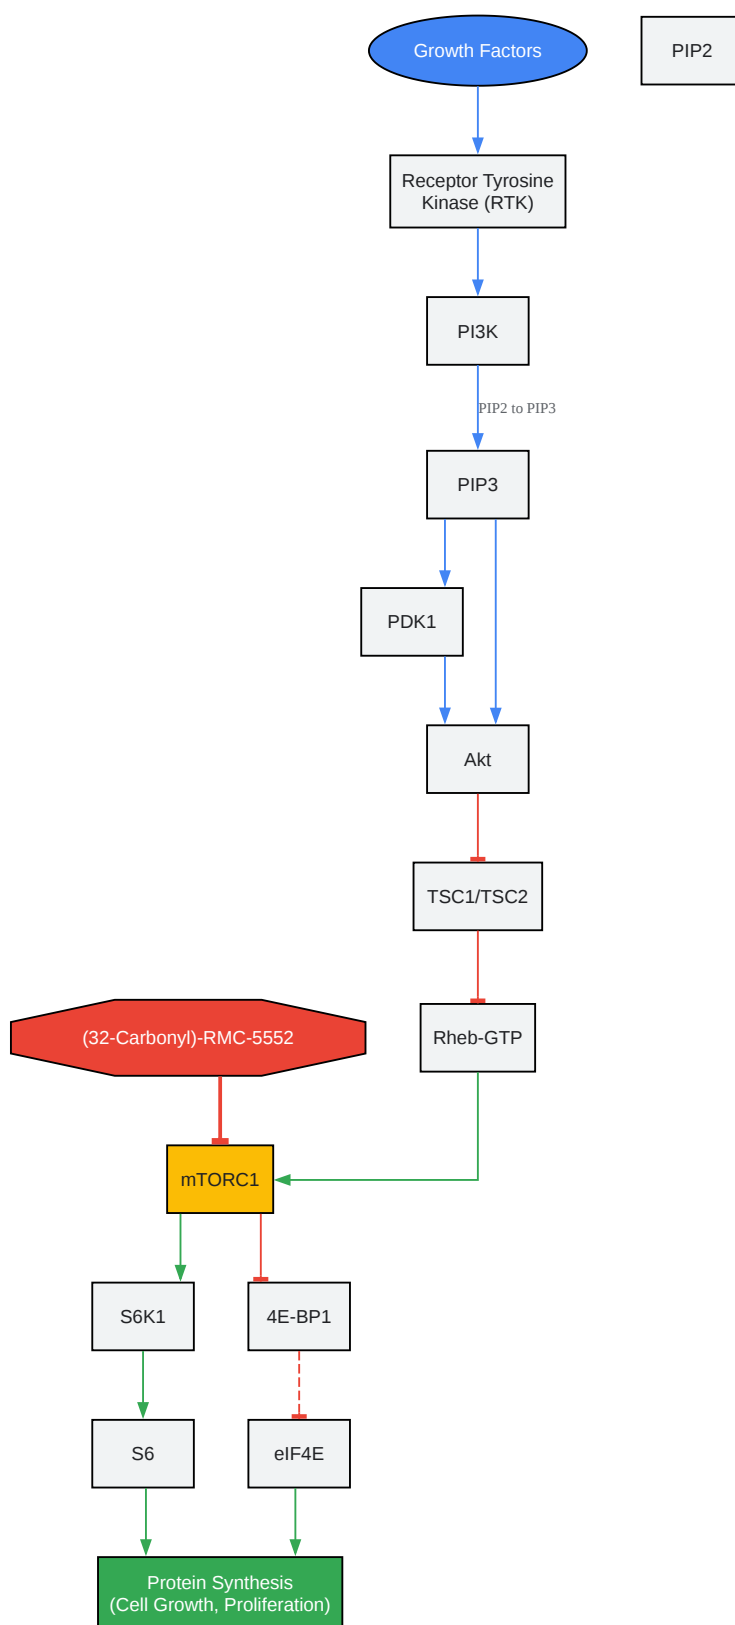 Growth Factors
PIP2
Receptor Tyrosine
Kinase (RTK)
PI3K
PIP2 to PIP3
PIP3
PDK1
Akt
TSC1/TSC2
(32-Carbonyl)-RMC-5552
Rheb-GTP
mTORC1
S6K1
4E-BP1
S6
eIF4E
Protein Synthesis
(Cell Growth, Proliferation)